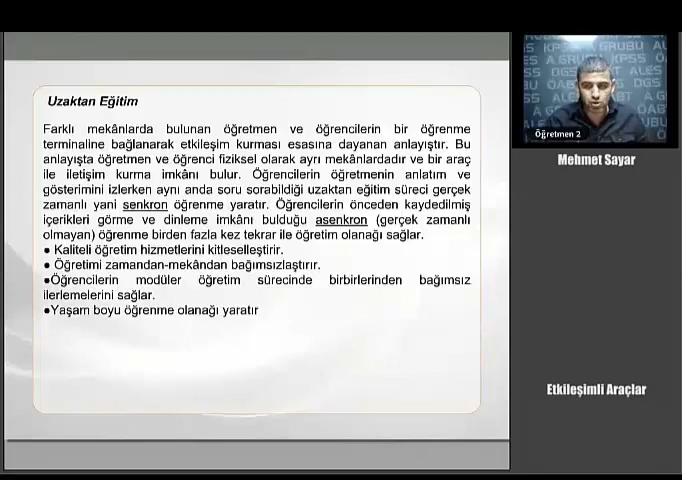 Uzaktan Eğitim
Farklı mekânlarda bulunan öğretmen ve öğrencilerin bir öğrenme
terminaline bağlanarak etkileşim kurması esasına dayanan anlayıştır. Bu
anlayışta öğretmen ve öğrenci fiziksel olarak ayrı mekânlardadır ve bir araç
ile iletişim kurma imkânı bulur. Öğrencilerin öğretmenin anlatım ve
gösterimini izlerken aynı anda soru sorabildiği uzaktan eğitim süreci gerçek
zamanlı yani senkron öğrenme yaratır. Öğrencilerin önceden kaydedilmiş
içerikleri görme ve dinleme imkânı bulduğu asenkron (gerçek zamanlı
olmayan) öğrenme birden fazla kez tekrar ile öğretim olanağı sağlar.
● Kaliteli öğretim hizmetlerini kitleselleştirir.
● Öğretimi zamandan-mekândan bağımsızlaştırır.
●Öğrencilerin modüler öğretim sürecinde birbirlerinden bağımsız
ilerlemelerini sağlar.
●Yaşam boyu öğrenme olanağı yaratır
A GRUBU KPSS
DGS ALES
Öğretmen 2
Mehmet Sayar
Etkileşimli Araçlar